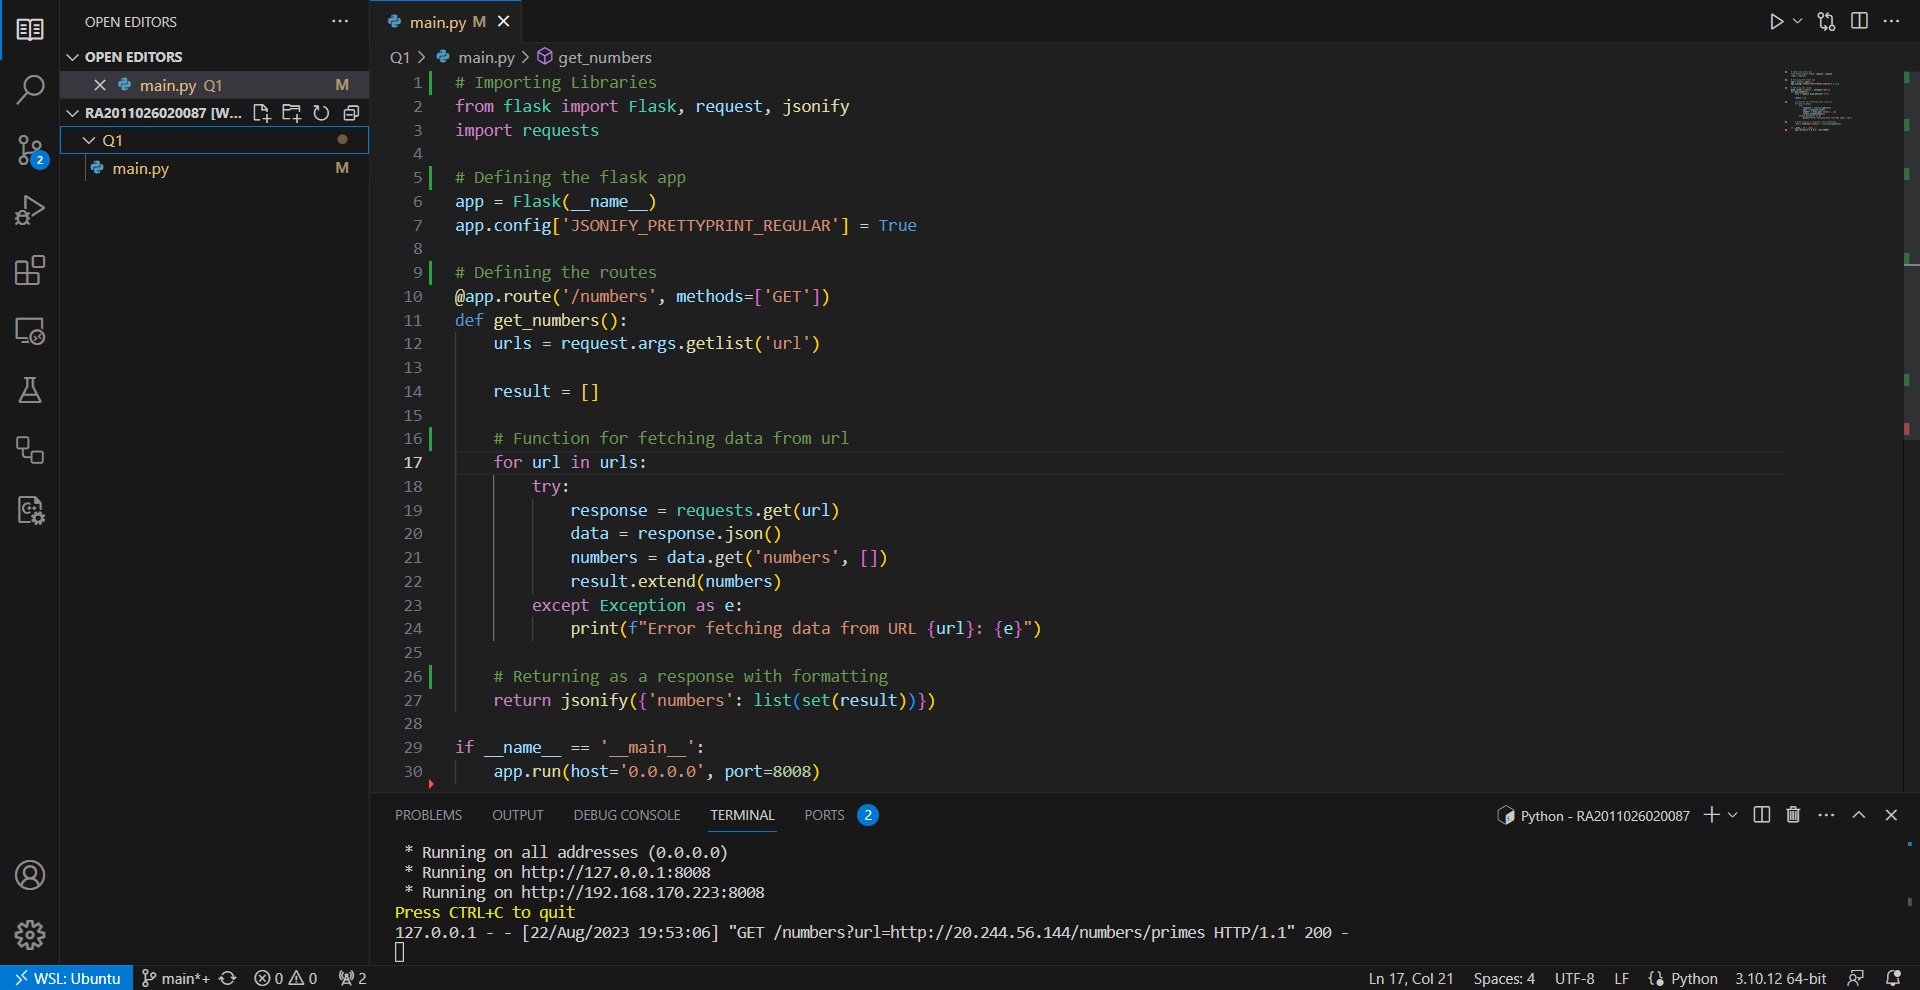 OPEN EDITORS
OPEN EDITORS
main.py Q1 M
RA2011026020087 [W...
Q1
main.py M
2
main.py M
Q1 > main.py > get_numbers
1 # Importing Libraries
2 from flask import Flask, request, jsonify
3 import requests
4
5 # Defining the flask app
6 app = Flask(__name__)
7 app.config['JSONIFY_PRETTYPRINT_REGULAR'] = True
8
9 # Defining the routes
10 @app.route('/numbers', methods=['GET'])
11 def get_numbers():
12 urls = request.args.getlist('url')
13
14 result = []
15
16 # Function for fetching data from url
17 for url in urls:
18 try:
19 response = requests.get(url)
20 data = response.json()
21 numbers = data.get('numbers', [])
22 result.extend(numbers)
23 except Exception as e:
24 print(f"Error fetching data from URL {url}: {e}")
25
26 # Returning as a response with formatting
27 return jsonify({'numbers': list(set(result))})
28
29 if __name__ == '__main__':
30 app.run(host='0.0.0.0', port=8008)
PROBLEMS OUTPUT DEBUG CONSOLE TERMINAL PORTS 2 Python - RA2011026020087
* Running on all addresses (0.0.0.0)
* Running on http://127.0.0.1:8008
* Running on http://192.168.170.223:8008
Press CTRL+C to quit
127.0.0.1 - - [22/Aug/2023 19:53:06] "GET /numbers?url=http://20.244.56.144/numbers/primes HTTP/1.1" 200 -
WSL: Ubuntu main*+ 0 0 2 Ln 17, Col 21 Spaces: 4 UTF-8 LF Python 3.10.12 64-bit